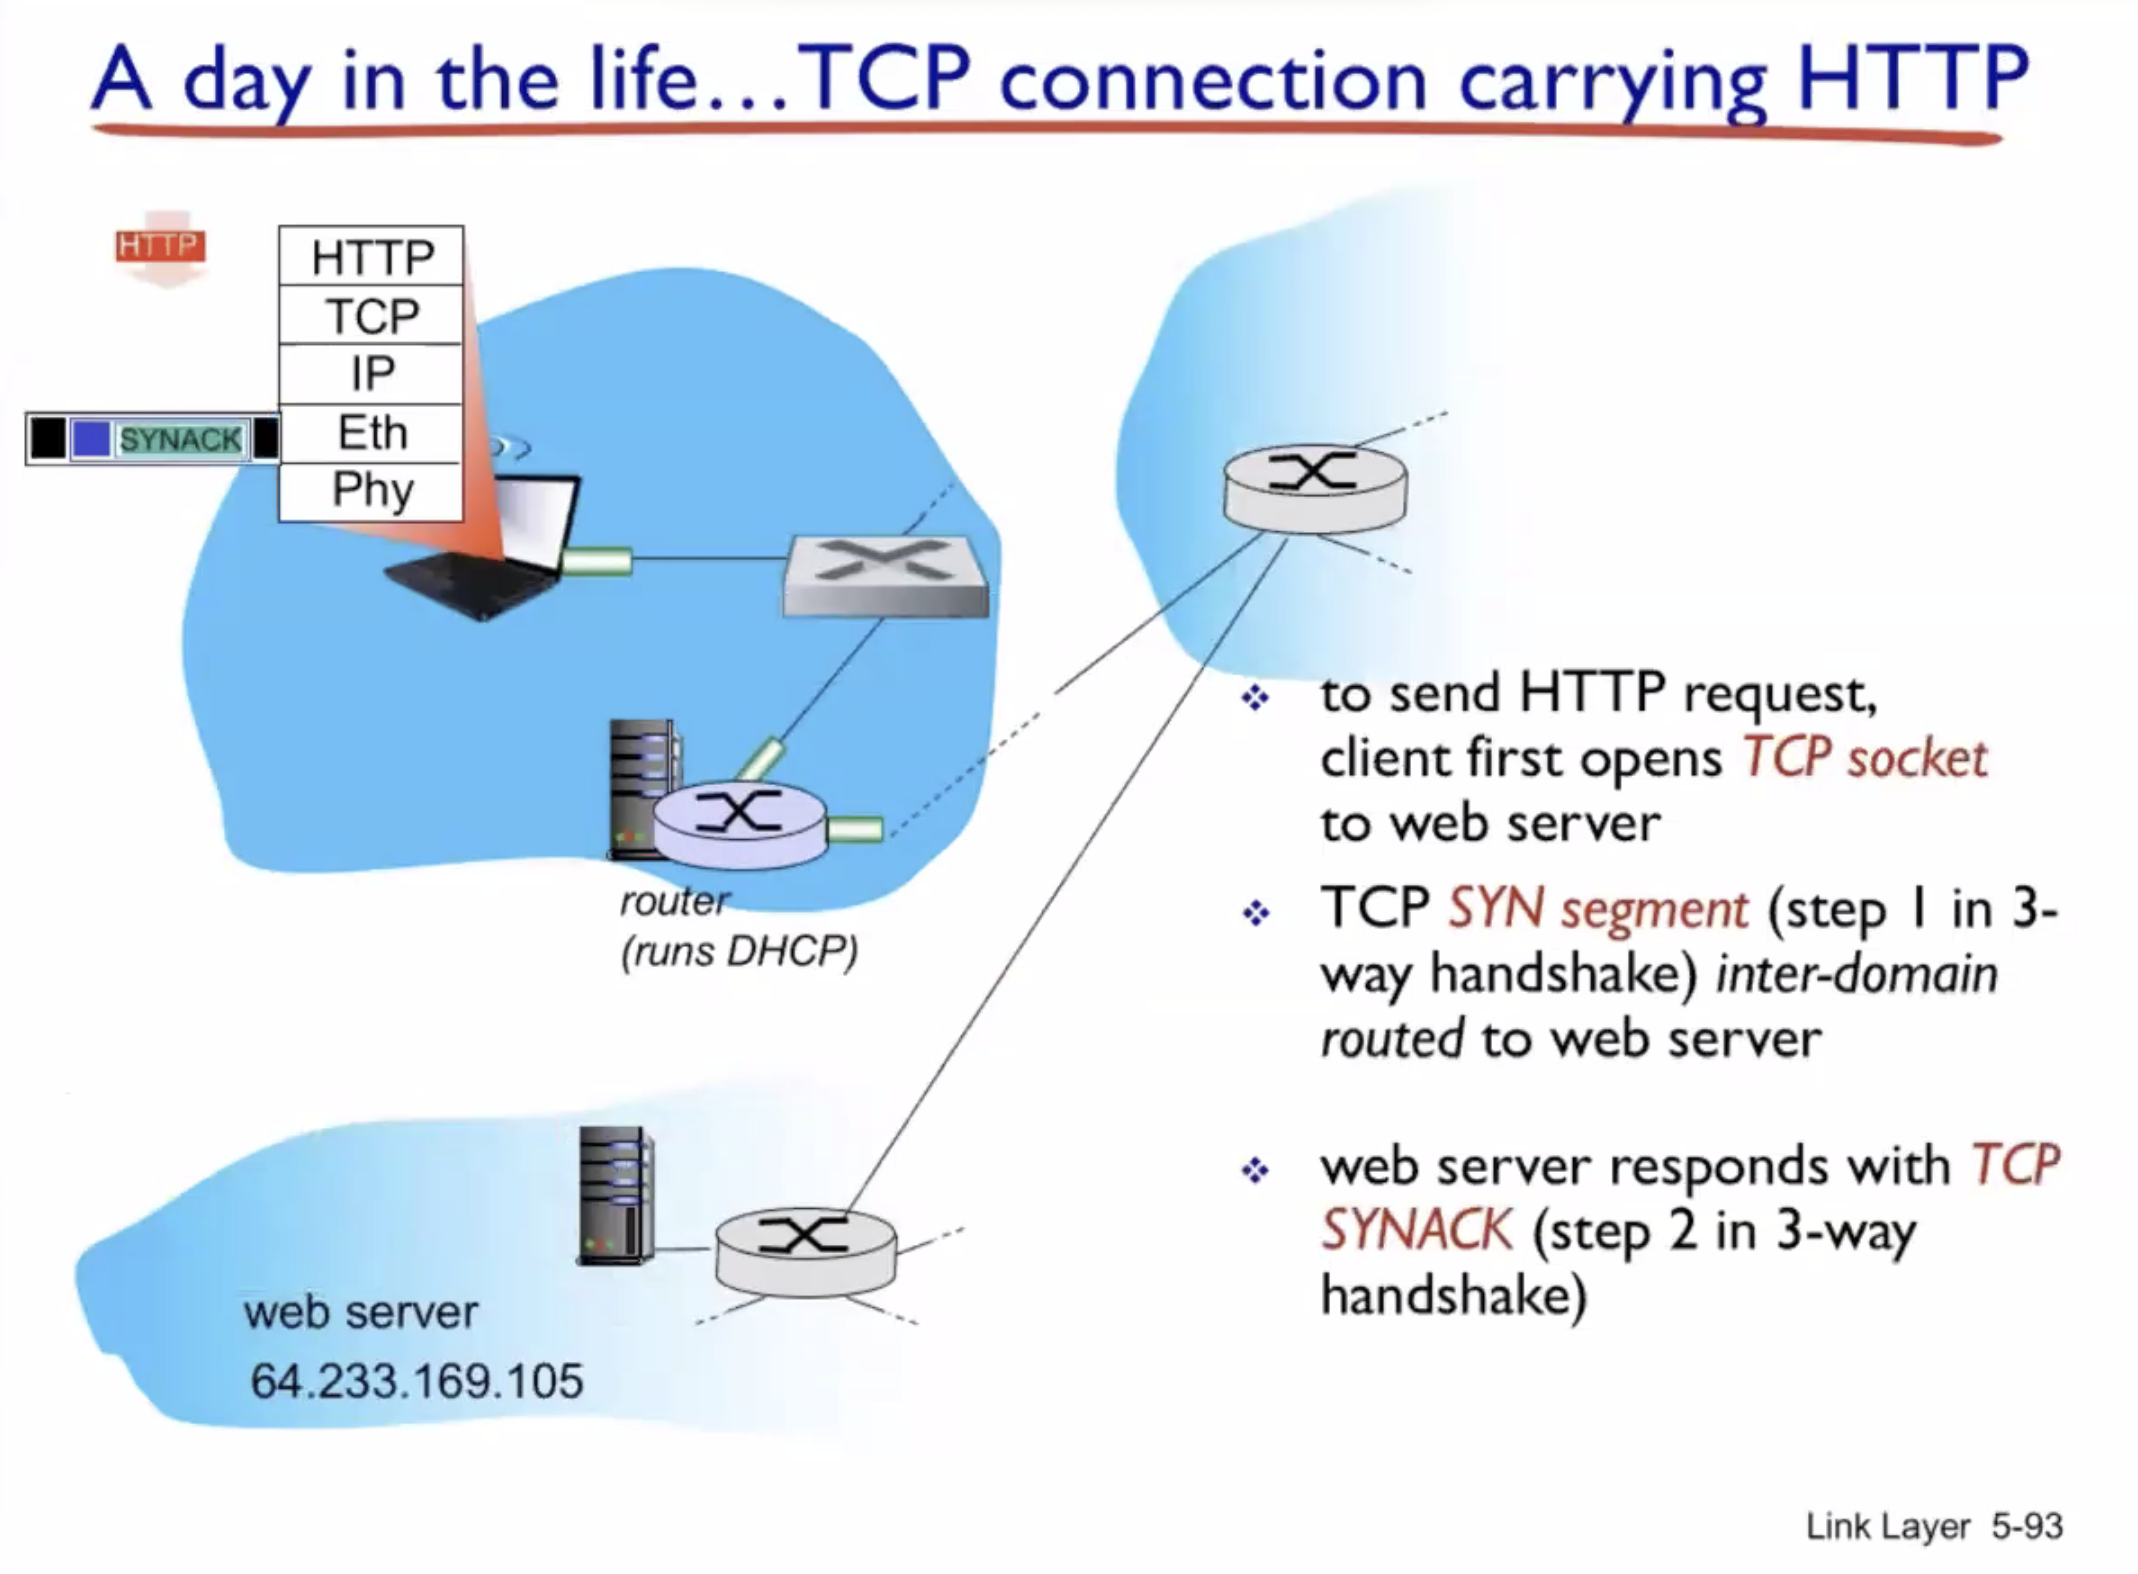 A day in the life…TCP connection carrying HTTP
HTTP
HTTP
TCP
IP
Eth
Phy
SYNACK
router
(runs DHCP)
web server
64.233.169.105
to send HTTP request,
client first opens TCP socket
to web server
TCP SYN segment (step 1 in 3-
way handshake) inter-domain
routed to web server
web server responds with TCP
SYNACK (step 2 in 3-way
handshake)
Link Layer 5-93